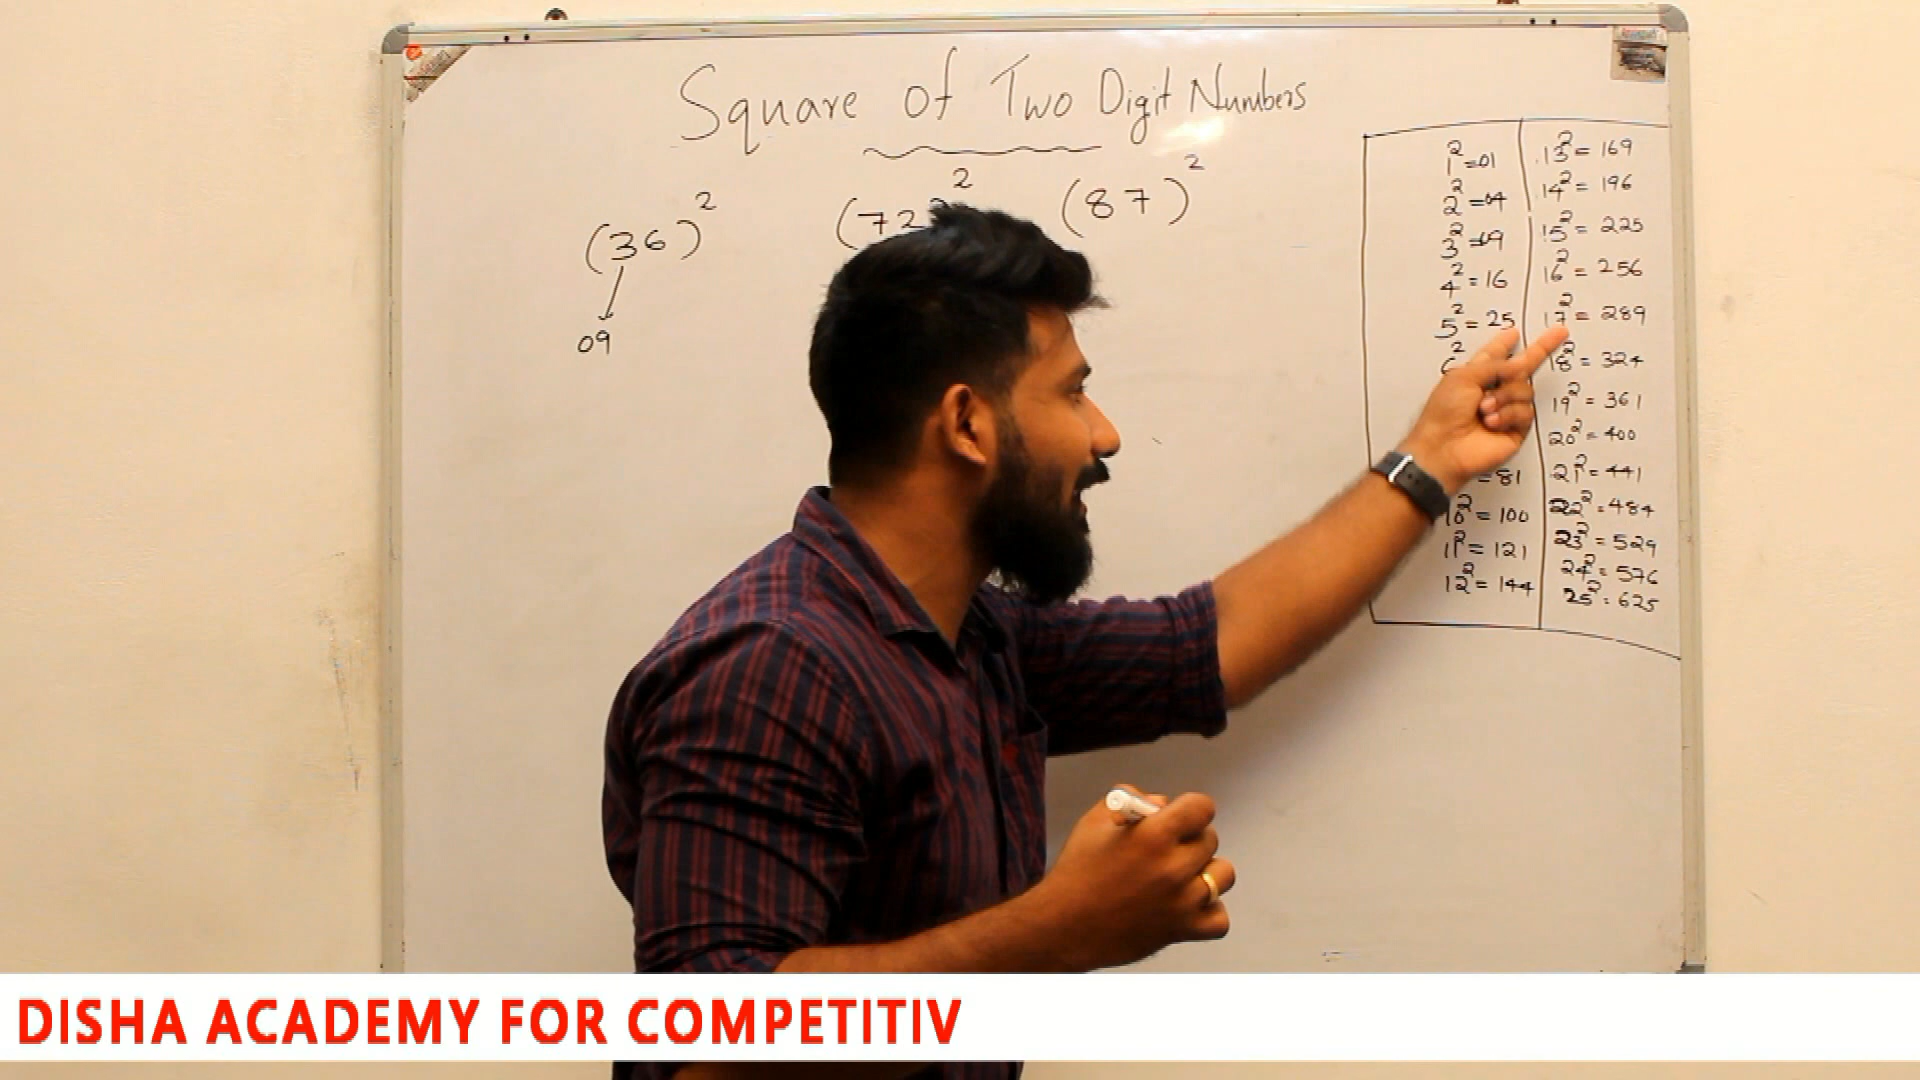 Square of Two Digit Numbers
(36)²
(72)²
(87)²
09
1² = 01
2² = 04
3² = 09
4² = 16
5² = 25
6²
= 81
10² = 100
11² = 121
12² = 144
13² = 169
14² = 196
15² = 225
16² = 256
17² = 289
18² = 324
19² = 361
20² = 400
21² = 441
22² = 484
23² = 529
24² = 576
25² = 625
DISHA ACADEMY FOR COMPETITIV